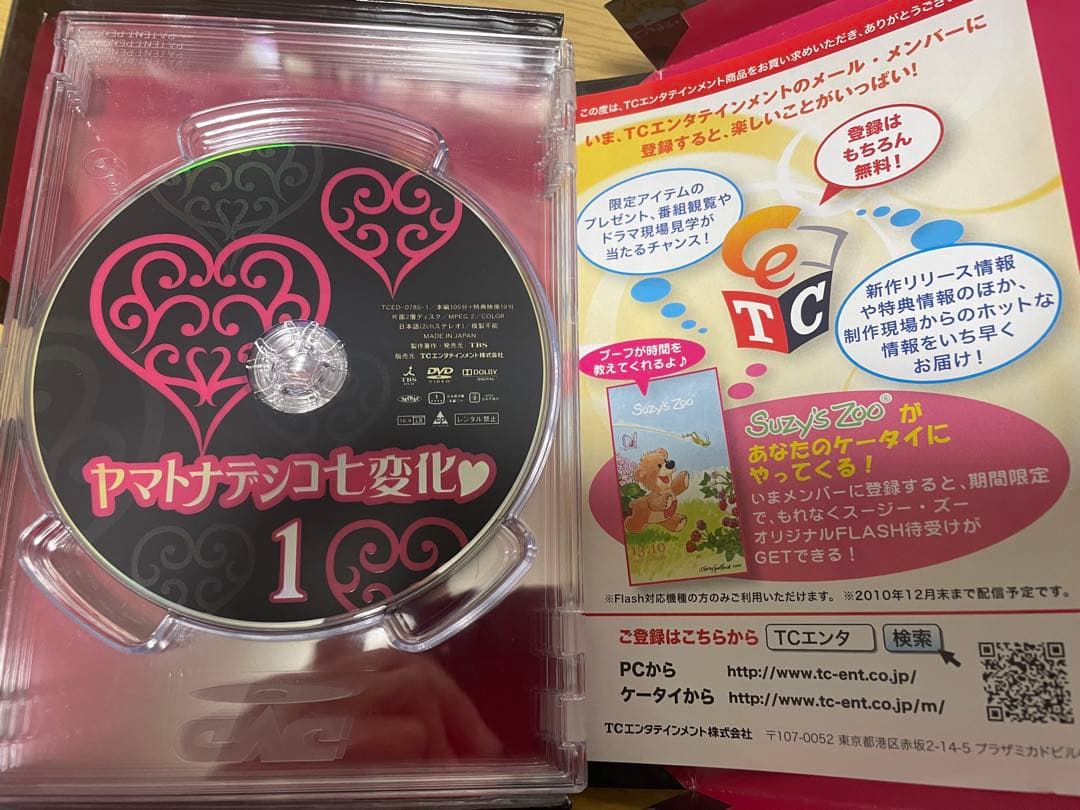 PATENT PENDING
TCED-0785-1/本編105分+特典映像19分
片面2層ディスク/MPEG 2/COLOR
日本語(2chステレオ)/複製不能
MADE IN JAPAN
製作著作・発売元 TBS
販売元 TCエンタテインメント株式会社
TBS
DVD
VIDEO
DOLBY
DIGITAL
レンタル禁止
ヤマトナデシコ七変化
1
DVD
この度は、TCエンタテインメント商品をお買い求めいただき、ありがとうござい
いま、TCエンタテインメントのメール・メンバーに
登録すると、楽しいことがいっぱい!
登録は
もちろん
無料!
限定アイテムの
プレゼント、番組観覧や
ドラマ現場見学が
当たるチャンス!
Ce
TC
新作リリース情報
や特典情報のほか、
制作現場からのホットな
情報をいち早く
お届け!
ブーフが時間を
教えてくれるよ♪
Suzy's Zoo
13:10
Suzy's Zoo®が
あなたのケータイに
やってくる!
いまメンバーに登録すると、期間限定
で、もれなくスージー・ズー
オリジナルFLASH待受けが
GETできる!
※Flash対応機種の方のみご利用いただけます。 ※2010年12月末まで配信予定です。
ご登録はこちらから TCエンタ 検索
PCから http://www.tc-ent.co.jp/
ケータイから http://www.tc-ent.co.jp/m/
TCエンタテインメント株式会社 〒107-0052 東京都港区赤坂2-14-5 プラザミカドビル